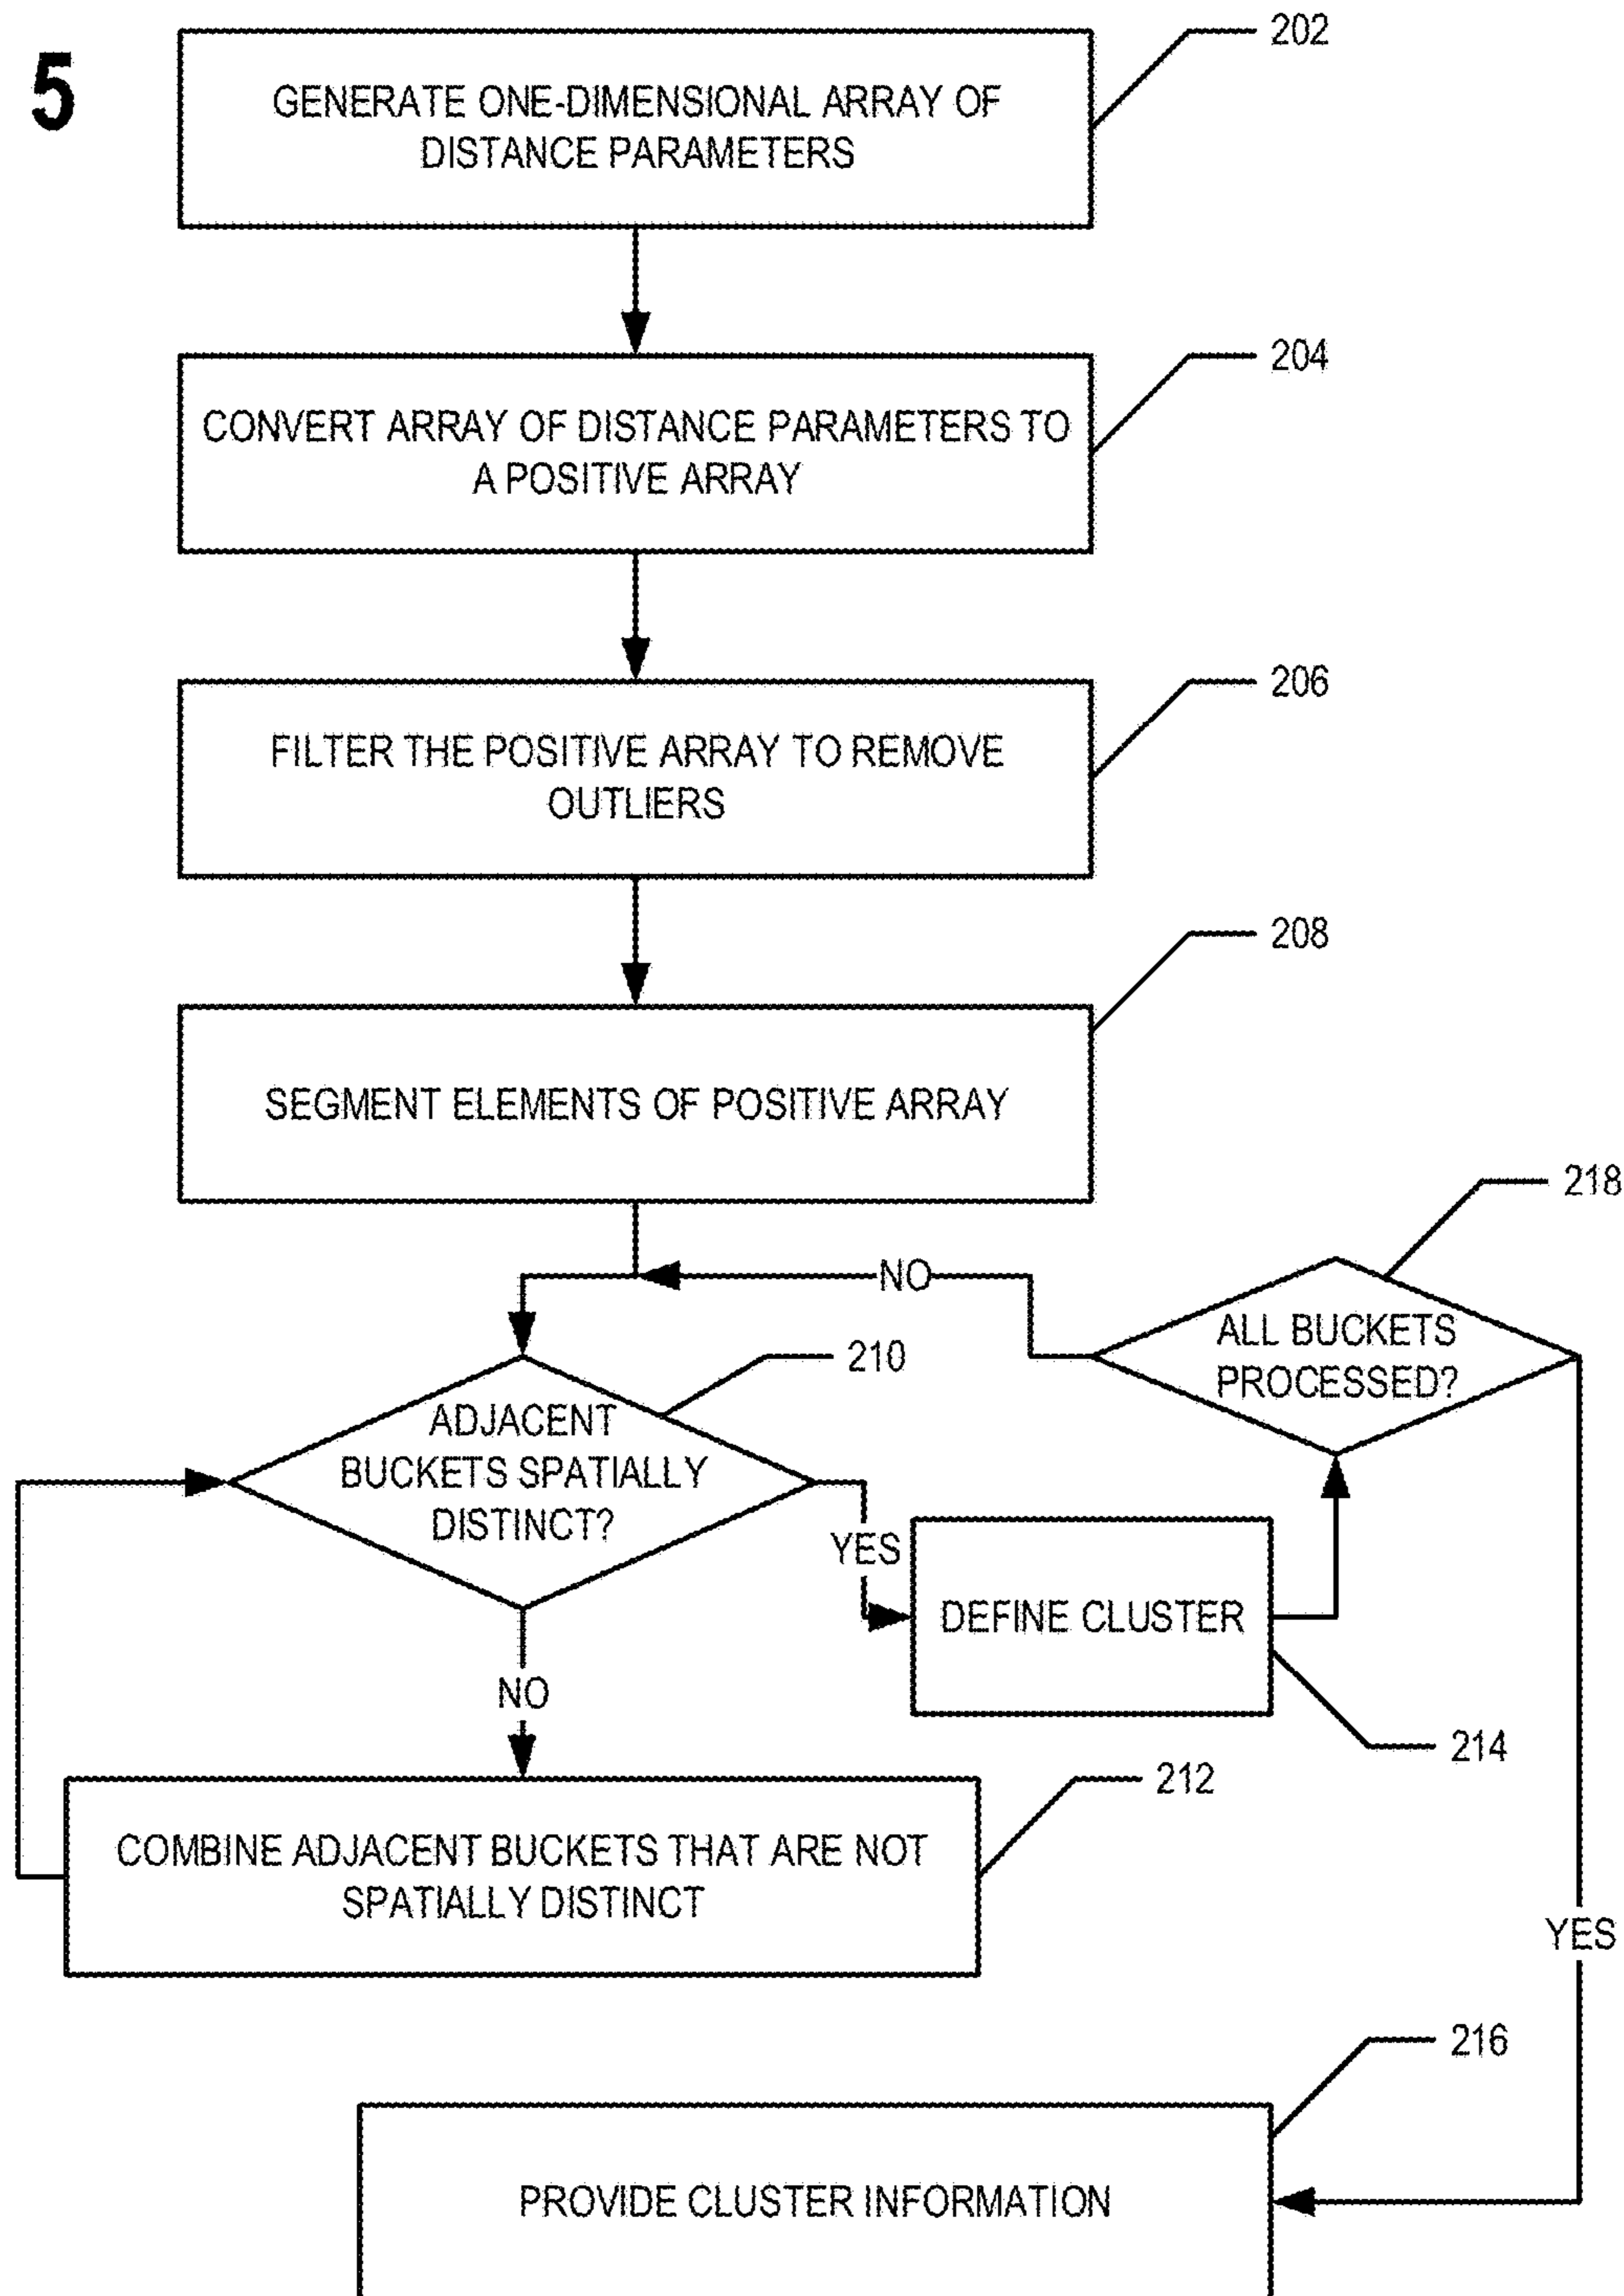 5
202
GENERATE ONE-DIMENSIONAL ARRAY OF
DISTANCE PARAMETERS
204
CONVERT ARRAY OF DISTANCE PARAMETERS TO
A POSITIVE ARRAY
206
FILTER THE POSITIVE ARRAY TO REMOVE
OUTLIERS
208
SEGMENT ELEMENTS OF POSITIVE ARRAY
218
NO
ALL BUCKETS
PROCESSED?
210
ADJACENT
BUCKETS SPATIALLY
DISTINCT?
YES
DEFINE CLUSTER
NO
214
212
COMBINE ADJACENT BUCKETS THAT ARE NOT
SPATIALLY DISTINCT
YES
216
PROVIDE CLUSTER INFORMATION